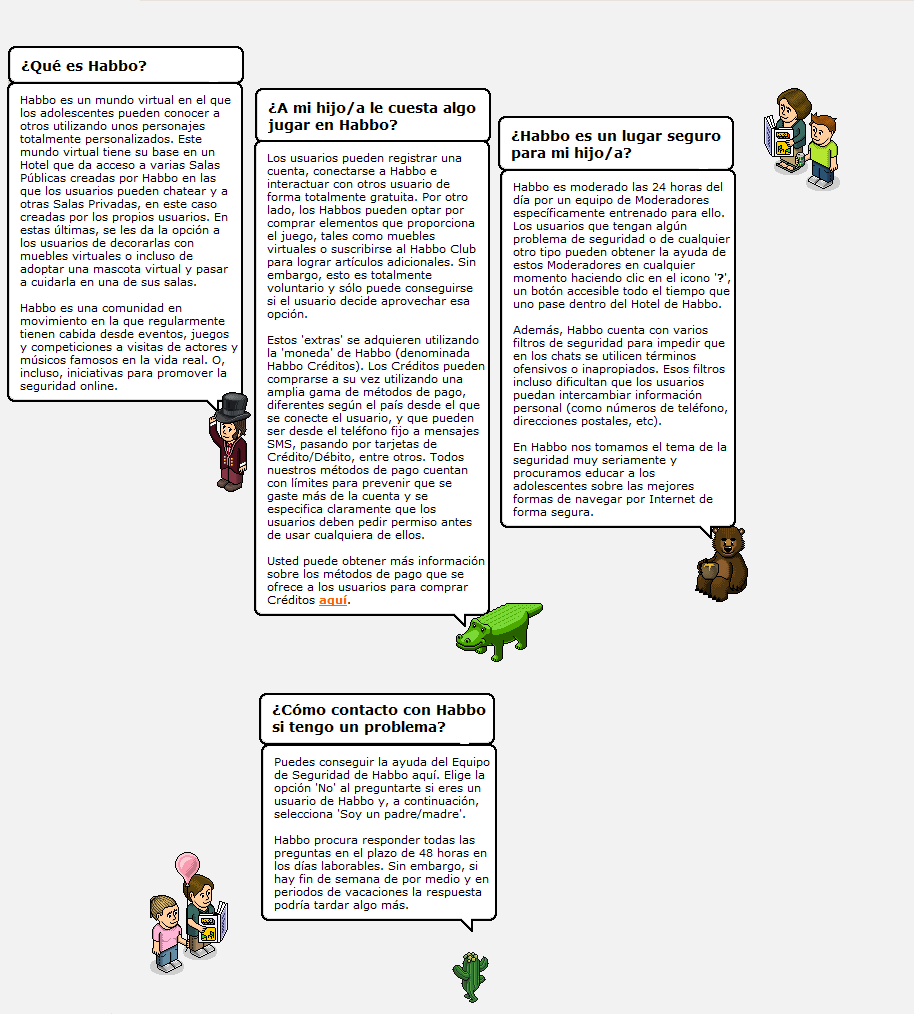 ¿Qué es Habbo?
Habbo es un mundo virtual en el que
los adolescentes pueden conocer a
otros utilizando unos personajes
totalmente personalizados. Este
mundo virtual tiene su base en un
Hotel que da acceso a varias Salas
Públicas creadas por Habbo en las
que los usuarios pueden chatear y a
otras Salas Privadas, en este caso
creadas por los propios usuarios. En
estas últimas, se les da la opción a
los usuarios de decorarlas con
muebles virtuales o incluso de
adoptar una mascota virtual y pasar
a cuidarla en una de sus salas.
Habbo es una comunidad en
movimiento en la que regularmente
tienen cabida desde eventos, juegos
y competiciones a visitas de actores y
músicos famosos en la vida real. O,
incluso, iniciativas para promover la
seguridad online.
¿A mi hijo/a le cuesta algo
jugar en Habbo?
Los usuarios pueden registrar una
cuenta, conectarse a Habbo e
interactuar con otros usuario de
forma totalmente gratuita. Por otro
lado, los Habbos pueden optar por
comprar elementos que proporciona
el juego, tales como muebles
virtuales o suscribirse al Habbo Club
para lograr artículos adicionales. Sin
embargo, esto es totalmente
voluntario y sólo puede conseguirse
si el usuario decide aprovechar esa
opción.
Estos 'extras' se adquieren utilizando
la 'moneda' de Habbo (denominada
Habbo Créditos). Los Créditos pueden
comprarse a su vez utilizando una
amplia gama de métodos de pago,
diferentes según el país desde el que
se conecte el usuario, y que pueden
ser desde el teléfono fijo a mensajes
SMS, pasando por tarjetas de
Crédito/Débito, entre otros. Todos
nuestros métodos de pago cuentan
con límites para prevenir que se
gaste más de la cuenta y se
especifica claramente que los
usuarios deben pedir permiso antes
de usar cualquiera de ellos.
Usted puede obtener más información
sobre los métodos de pago que se
ofrece a los usuarios para comprar
Créditos aquí.
¿Habbo es un lugar seguro
para mi hijo/a?
Habbo es moderado las 24 horas del
día por un equipo de Moderadores
específicamente entrenado para ello.
Los usuarios que tengan algún
problema de seguridad o de cualquier
otro tipo pueden obtener la ayuda de
estos Moderadores en cualquier
momento haciendo clic en el icono '?',
un botón accesible todo el tiempo que
uno pase dentro del Hotel de Habbo.
Además, Habbo cuenta con varios
filtros de seguridad para impedir que
en los chats se utilicen términos
ofensivos o inapropiados. Esos filtros
incluso dificultan que los usuarios
puedan intercambiar información
personal (como números de teléfono,
direcciones postales, etc).
En Habbo nos tomamos el tema de la
seguridad muy seriamente y
procuramos educar a los
adolescentes sobre las mejores
formas de navegar por Internet de
forma segura.
¿Cómo contacto con Habbo
si tengo un problema?
Puedes conseguir la ayuda del Equipo
de Seguridad de Habbo aquí. Elige la
opción 'No' al preguntarte si eres un
usuario de Habbo y, a continuación,
selecciona 'Soy un padre/madre'.
Habbo procura responder todas las
preguntas en el plazo de 48 horas en
los días laborables. Sin embargo, si
hay fin de semana de por medio y en
periodos de vacaciones la respuesta
podría tardar algo más.